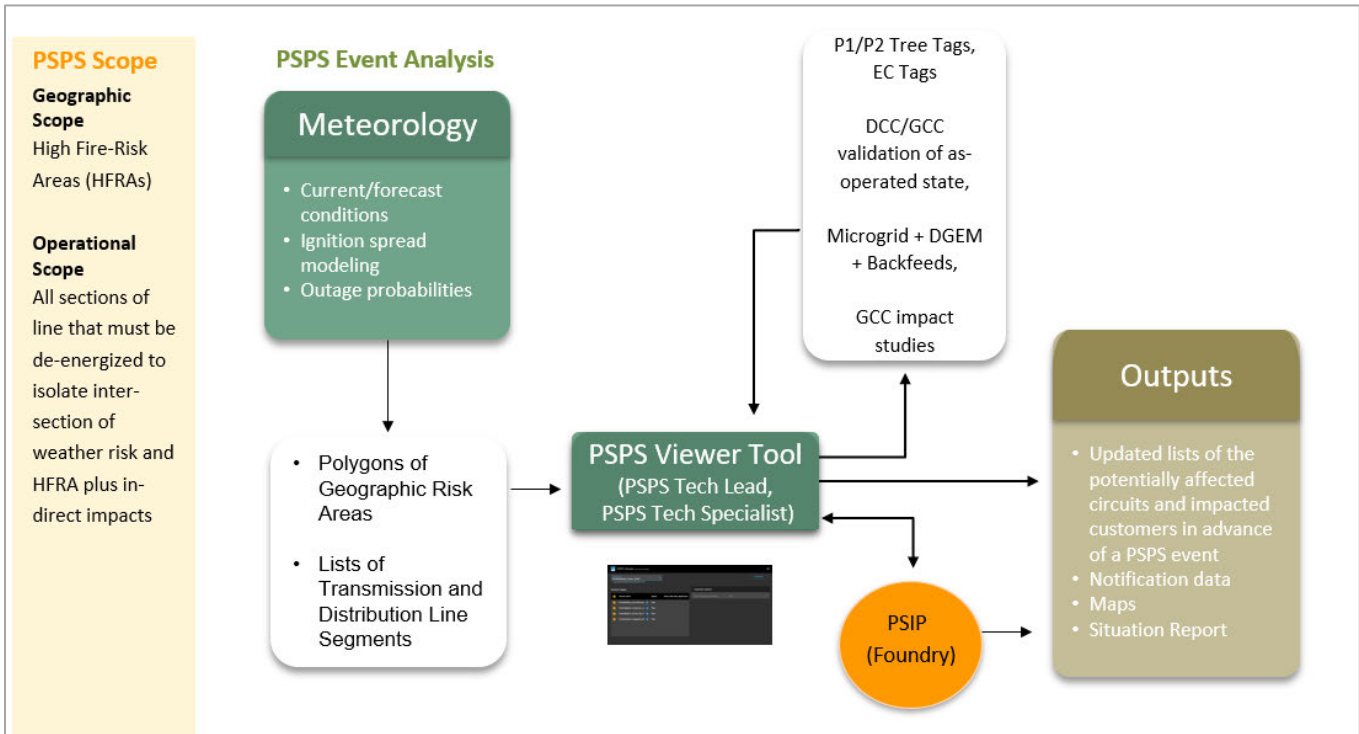 PSPS Scope
Geographic
Scope
High Fire-Risk
Areas (HFRAs)
Operational
Scope
All sections of
line that must be
de-energized to
isolate inter-
section of
weather risk and
HFRA plus in-
direct impacts
PSPS Event Analysis
Meteorology
• Current/forecast
conditions
• Ignition spread
modeling
• Outage probabilities
• Polygons of
Geographic Risk
Areas
• Lists of
Transmission and
Distribution Line
Segments
PSPS Viewer Tool
(PSPS Tech Lead,
PSPS Tech Specialist)
P1/P2 Tree Tags,
EC Tags
DCC/GCC
validation of as-
operated state,
Microgrid + DGEM
+ Backfeeds,
GCC impact
studies
PSIP
(Foundry)
Outputs
• Updated lists of the
potentially affected
circuits and impacted
customers in advance
of a PSPS event
• Notification data
• Maps
• Situation Report